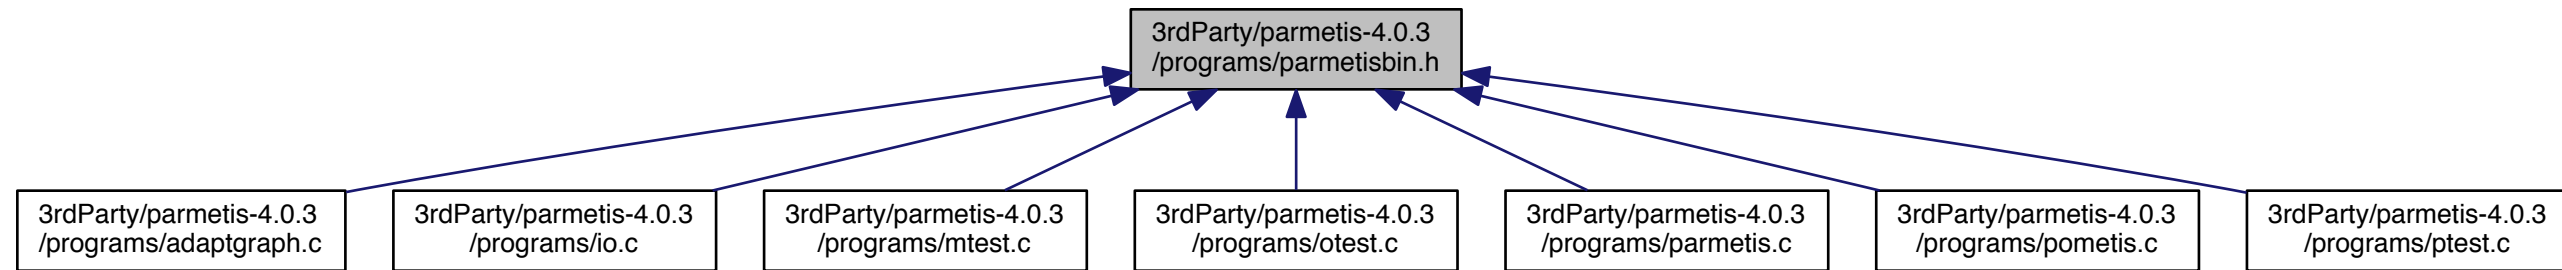 3rdParty/parmetis-4.0.3
/programs/parmetisbin.h
3rdParty/parmetis-4.0.3
/programs/adaptgraph.c
3rdParty/parmetis-4.0.3
/programs/io.c
3rdParty/parmetis-4.0.3
/programs/mtest.c
3rdParty/parmetis-4.0.3
/programs/otest.c
3rdParty/parmetis-4.0.3
/programs/parmetis.c
3rdParty/parmetis-4.0.3
/programs/pometis.c
3rdParty/parmetis-4.0.3
/programs/ptest.c